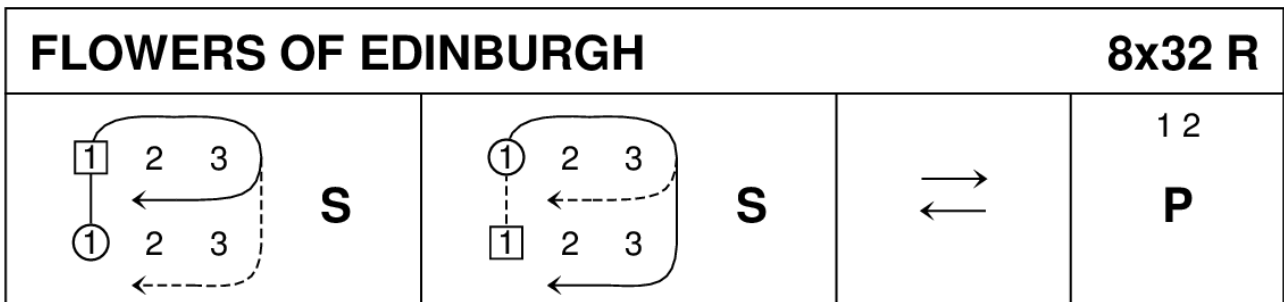 FLOWERS OF EDINBURGH 8x32 R
1 2 3 1 2 3 1 2
S S P
1 2 3 1 2 3